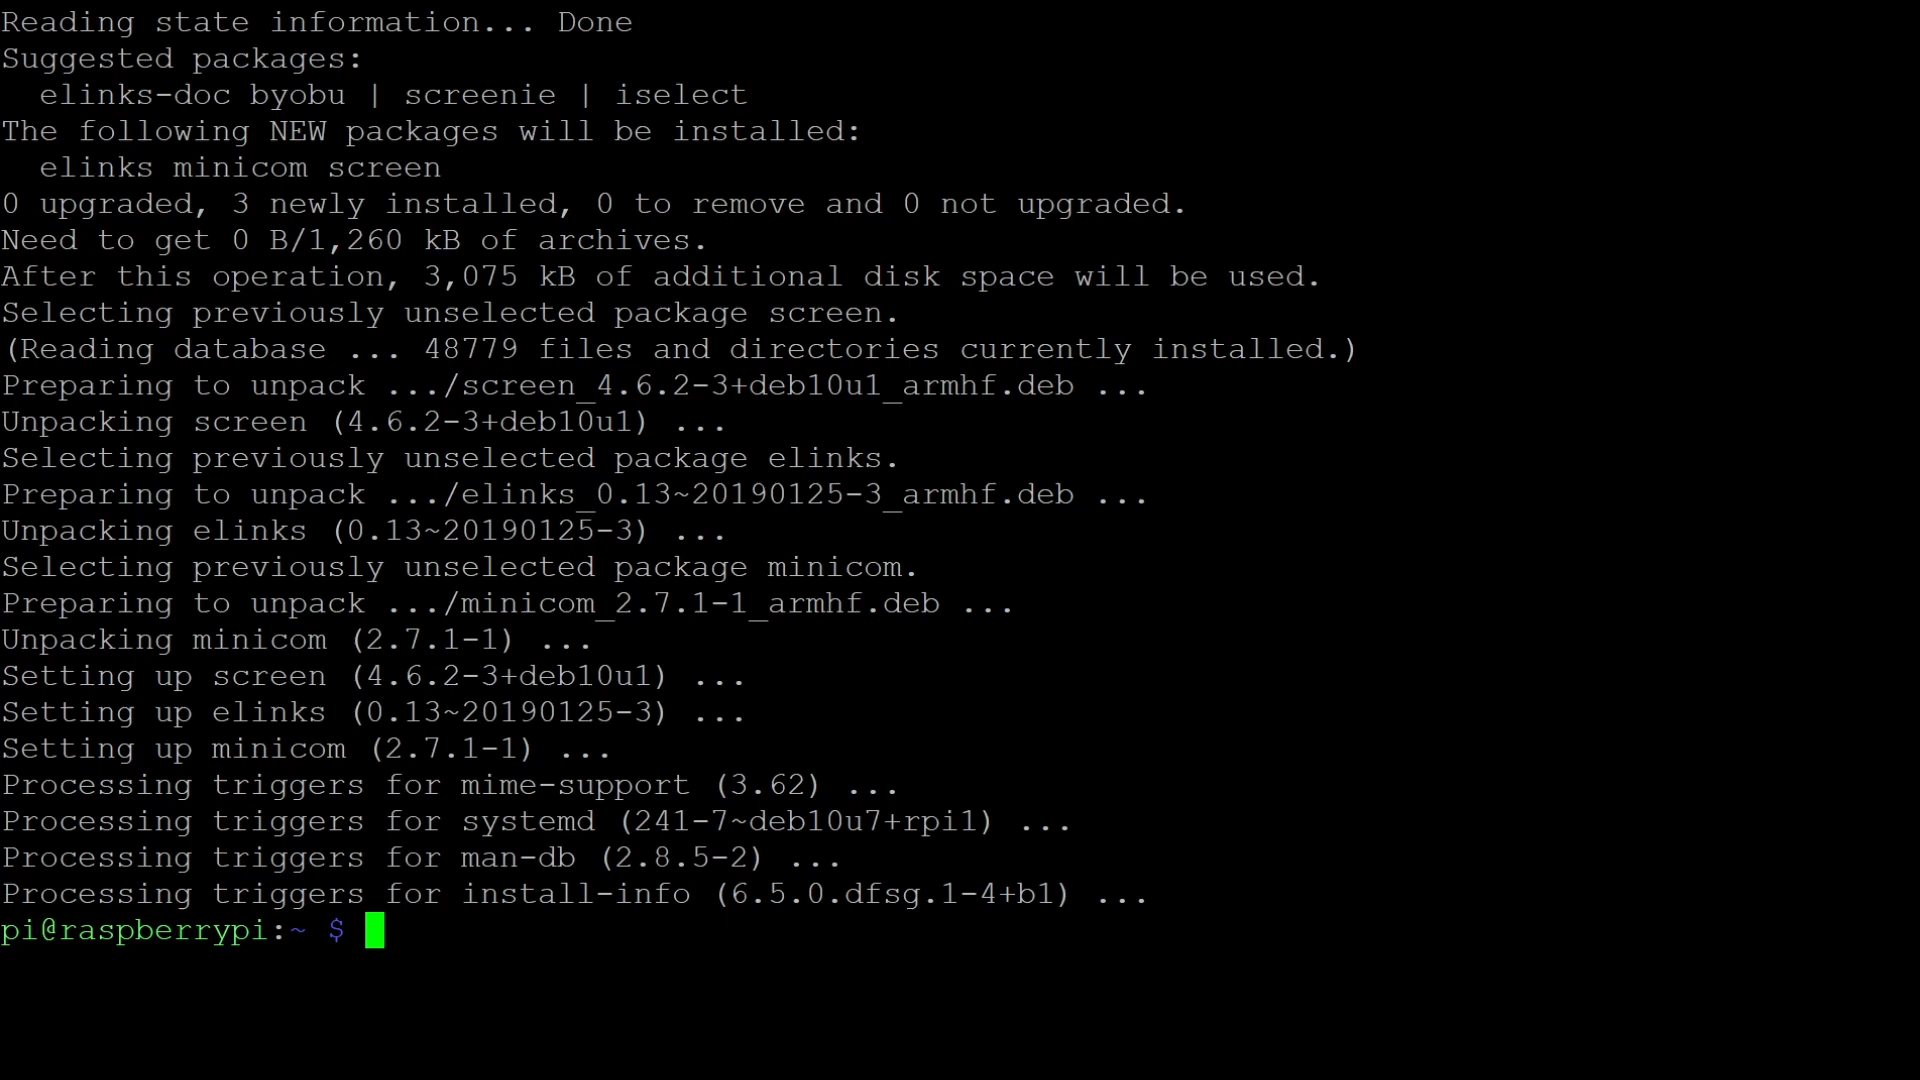 Reading state information... Done
Suggested packages:
  elinks-doc byobu | screenie | iselect
The following NEW packages will be installed:
  elinks minicom screen
0 upgraded, 3 newly installed, 0 to remove and 0 not upgraded.
Need to get 0 B/1,260 kB of archives.
After this operation, 3,075 kB of additional disk space will be used.
Selecting previously unselected package screen.
(Reading database ... 48779 files and directories currently installed.)
Preparing to unpack .../screen_4.6.2-3+deb10u1_armhf.deb ...
Unpacking screen (4.6.2-3+deb10u1) ...
Selecting previously unselected package elinks.
Preparing to unpack .../elinks_0.13~20190125-3_armhf.deb ...
Unpacking elinks (0.13~20190125-3) ...
Selecting previously unselected package minicom.
Preparing to unpack .../minicom_2.7.1-1_armhf.deb ...
Unpacking minicom (2.7.1-1) ...
Setting up screen (4.6.2-3+deb10u1) ...
Setting up elinks (0.13~20190125-3) ...
Setting up minicom (2.7.1-1) ...
Processing triggers for mime-support (3.62) ...
Processing triggers for systemd (241-7~deb10u7+rpi1) ...
Processing triggers for man-db (2.8.5-2) ...
Processing triggers for install-info (6.5.0.dfsg.1-4+b1) ...
pi@raspberrypi:~ $